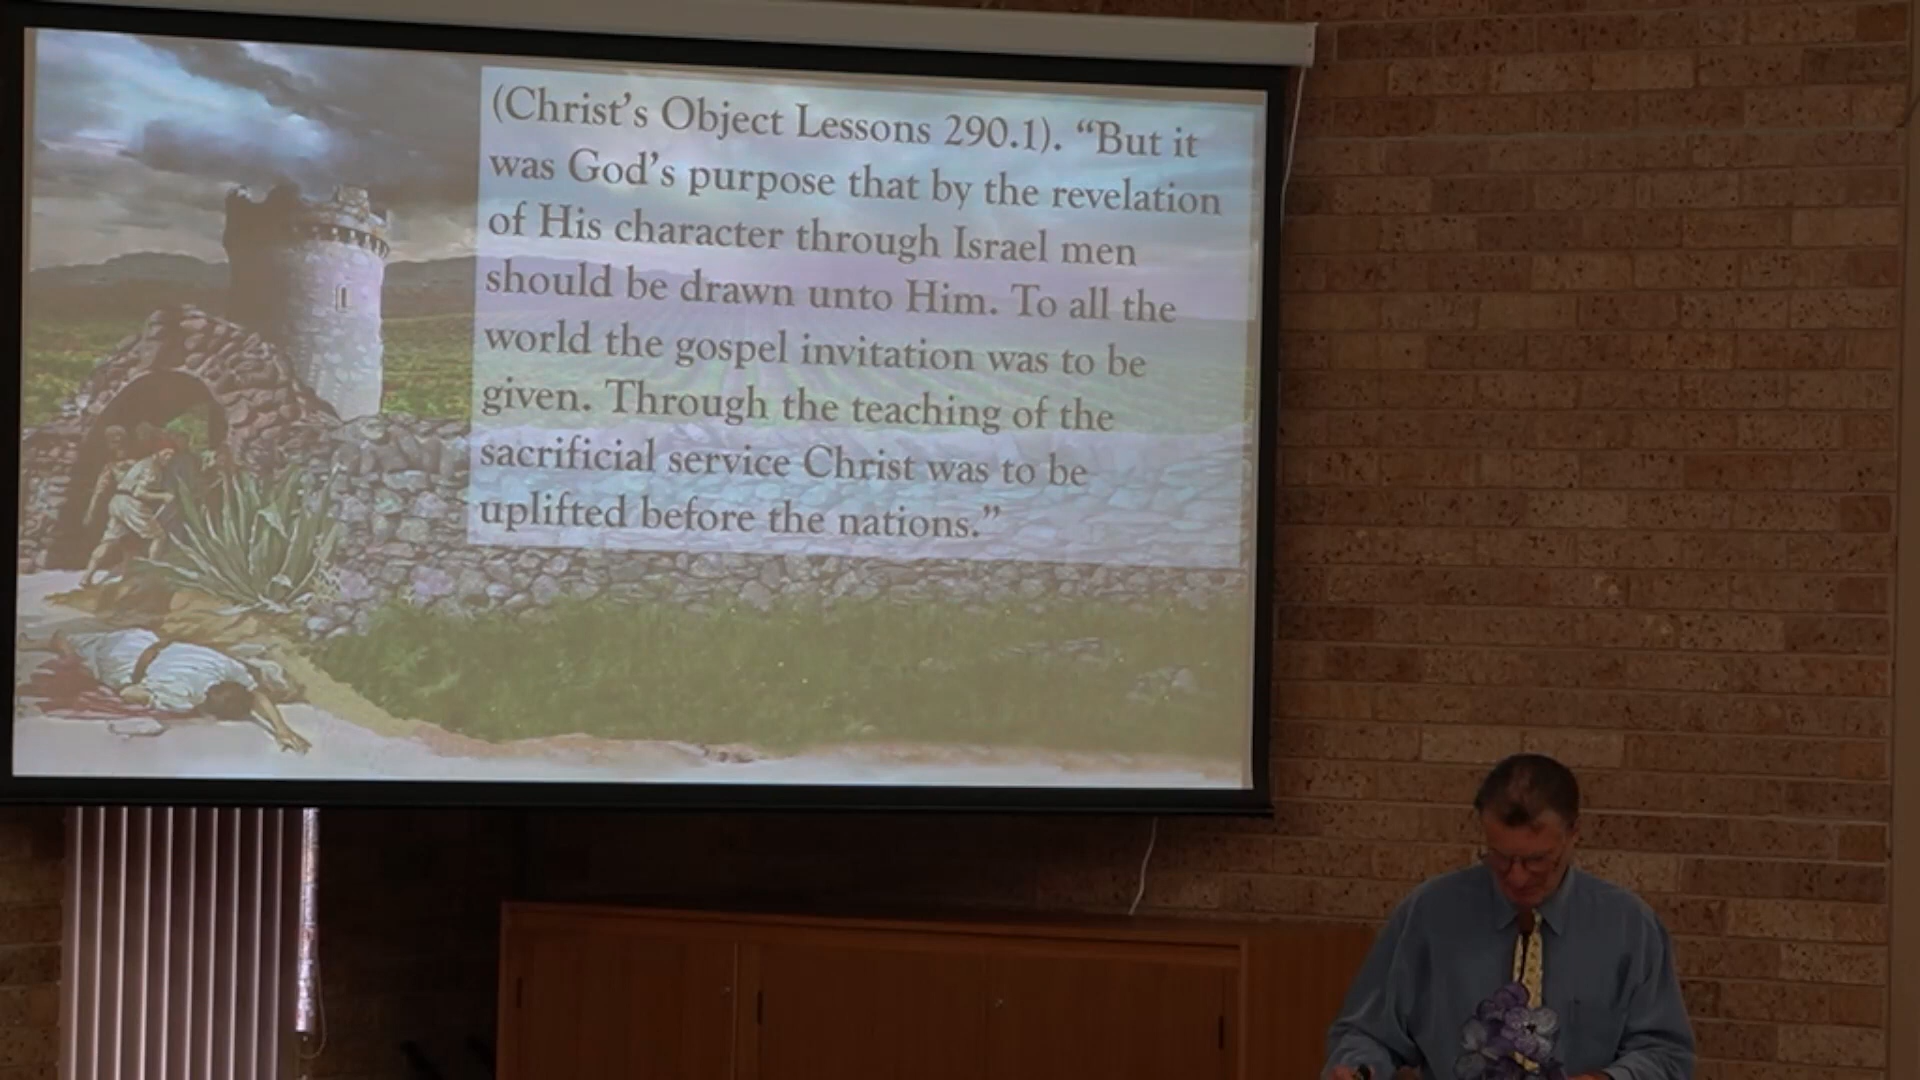 (Christ's Object Lessons 290.1). “But it
was God's purpose that by the revelation
of His character through Israel men
should be drawn unto Him. To all the
world the gospel invitation was to be
given. Through the teaching of the
sacrificial service Christ was to be
uplifted before the nations.”